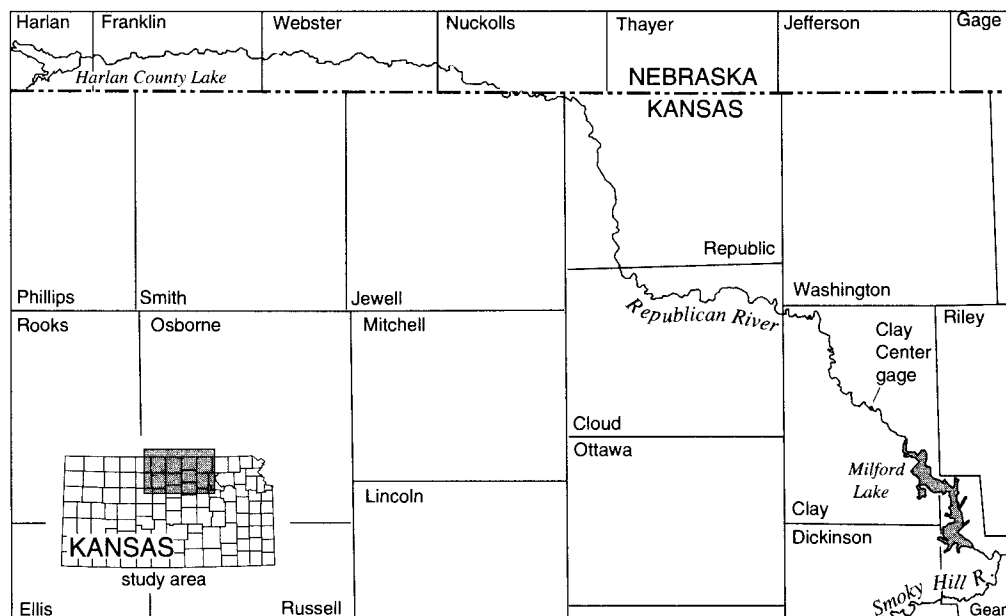 Harlan
Franklin
Webster
Nuckolls
Thayer
Jefferson
Gage
Harlan County Lake
NEBRASKA
KANSAS
Republic
Phillips
Smith
Jewell
Washington
Republican River
Rooks
Osborne
Mitchell
Riley
Clay
Center
gage
Cloud
Ottawa
Milford
Lake
Lincoln
Clay
Dickinson
KANSAS
study area
Smoky Hill R.
Ellis
Russell
Gear